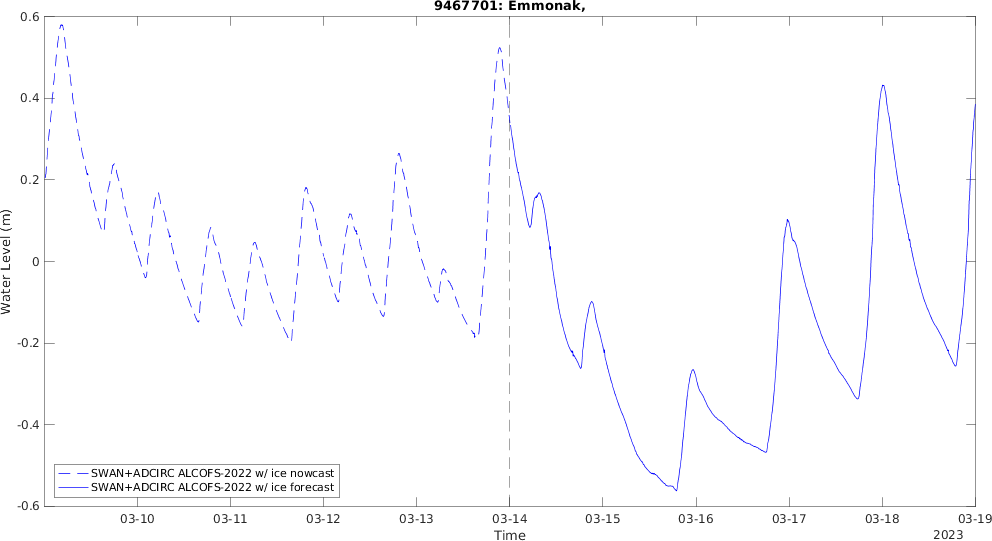 9467701: Emmonak,
0.6
0.4
0.2
0
-0.2
-0.4
-0.6
Water Level (m)
SWAN+ADCIRC ALCOFS-2022 w/ ice nowcast
SWAN+ADCIRC ALCOFS-2022 w/ ice forecast
03-10 03-11 03-12 03-13 03-14 03-15 03-16 03-17 03-18 03-19
Time
2023